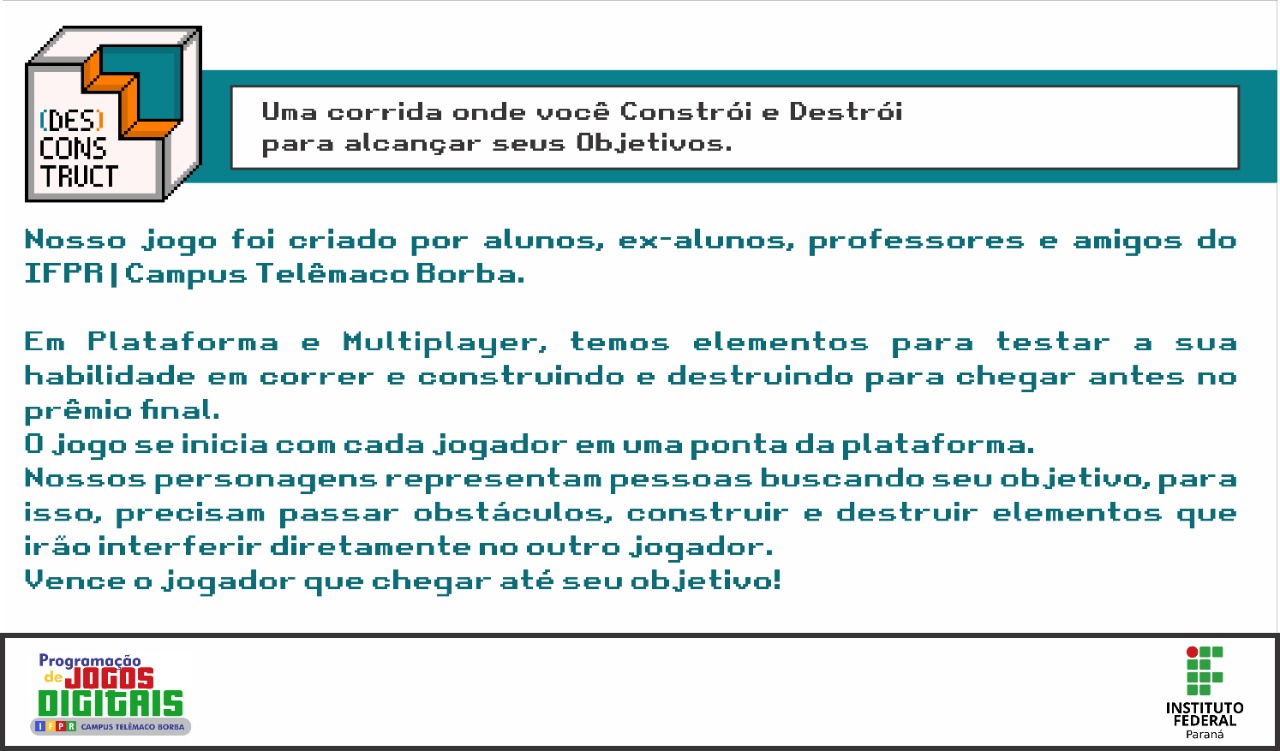 (DES)
CONS
TRUCT
Uma corrida onde você Constrói e Destrói
para alcançar seus Objetivos.
Nosso jogo foi criado por alunos, ex-alunos, professores e amigos do
IFPR|Campus Telêmaco Borba.
Em Plataforma e Multiplayer, temos elementos para testar a sua
habilidade em correr e construindo e destruindo para chegar antes no
prêmio final.
O jogo se inicia com cada jogador em uma ponta da plataforma.
Nossos personagens representam pessoas buscando seu objetivo, para
isso, precisam passar obstáculos, construir e destruir elementos que
irão interferir diretamente no outro jogador.
Vence o jogador que chegar até seu objetivo!
Programação
de JOGOS
DIGITAIS
IFPR CAMPUS TELÊMACO BORBA
INSTITUTO
FEDERAL
Paraná